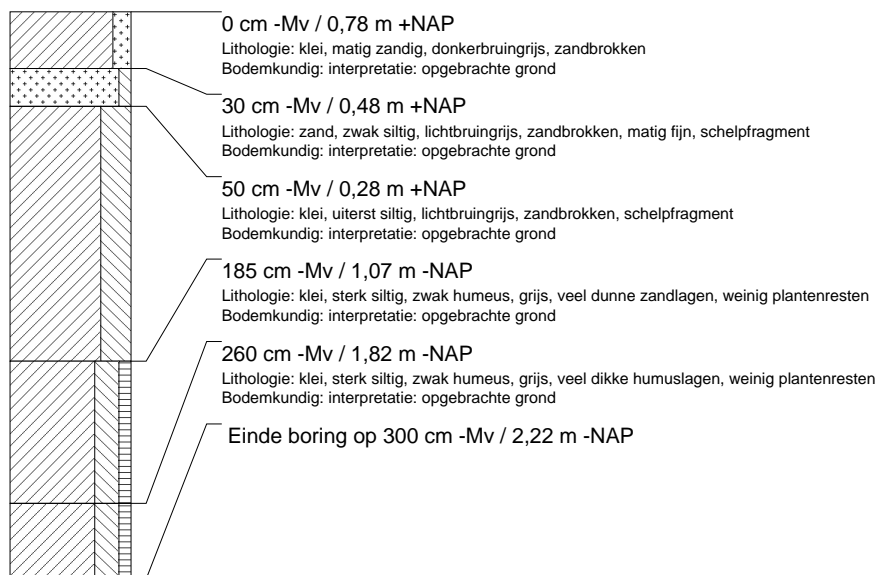 0 cm -Mv / 0,78 m +NAP
Lithologie: klei, matig zandig, donkerbruingrijs, zandbrokken
Bodemkundig: interpretatie: opgebrachte grond
30 cm -Mv / 0,48 m +NAP
Lithologie: zand, zwak siltig, lichtbruingrijs, zandbrokken, matig fijn, schelpfragment
Bodemkundig: interpretatie: opgebrachte grond
50 cm -Mv / 0,28 m +NAP
Lithologie: klei, uiterst siltig, lichtbruingrijs, zandbrokken, schelpfragment
Bodemkundig: interpretatie: opgebrachte grond
185 cm -Mv / 1,07 m -NAP
Lithologie: klei, sterk siltig, zwak humeus, grijs, veel dunne zandlagen, weinig plantenresten
Bodemkundig: interpretatie: opgebrachte grond
260 cm -Mv / 1,82 m -NAP
Lithologie: klei, sterk siltig, zwak humeus, grijs, veel dikke humuslagen, weinig plantenresten
Bodemkundig: interpretatie: opgebrachte grond
Einde boring op 300 cm -Mv / 2,22 m -NAP